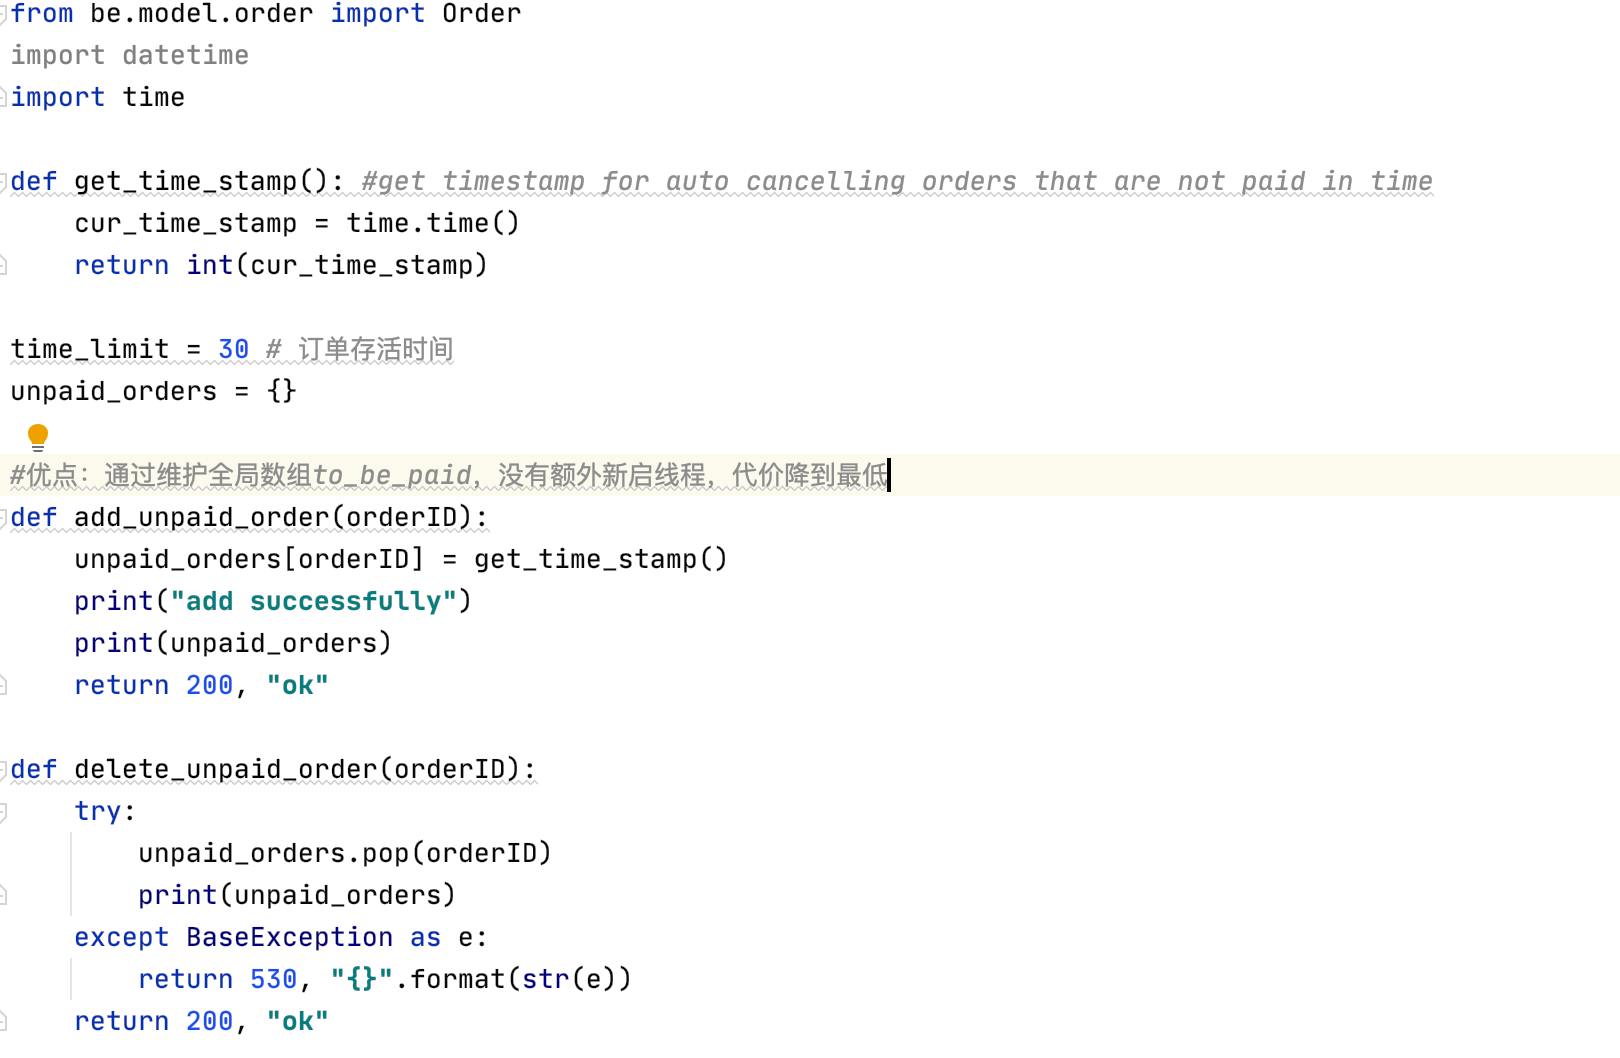 from be.model.order import Order
import datetime
import time
def get_time_stamp(): #get timestamp for auto cancelling orders that are not paid in time
    cur_time_stamp = time.time()
    return int(cur_time_stamp)
time_limit = 30 # 订单存活时间
unpaid_orders = {}
#优点：通过维护全局数组to_be_paid，没有额外新启线程，代价降到最低
def add_unpaid_order(orderID):
    unpaid_orders[orderID] = get_time_stamp()
    print("add successfully")
    print(unpaid_orders)
    return 200, "ok"
def delete_unpaid_order(orderID):
    try:
        unpaid_orders.pop(orderID)
        print(unpaid_orders)
    except BaseException as e:
        return 530, "{}".format(str(e))
    return 200, "ok"